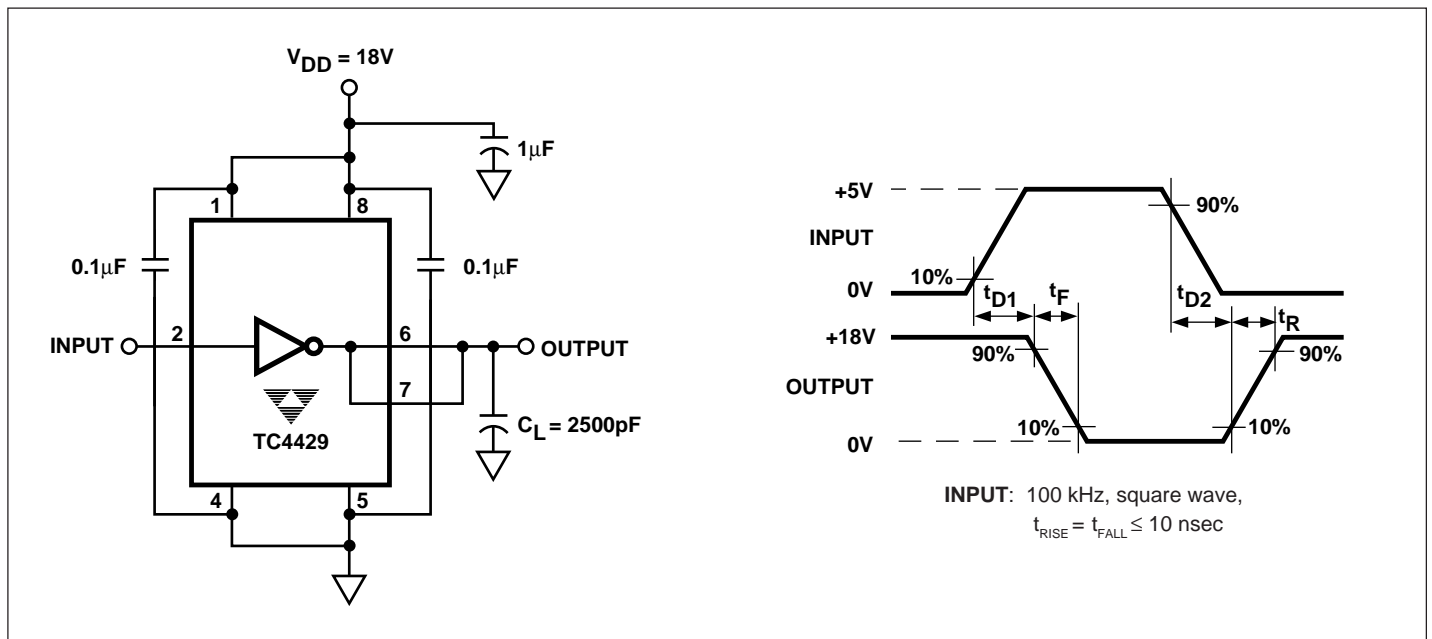 V_DD = 18V
1µF
1
8
0.1µF
0.1µF
INPUT
2
6
OUTPUT
7
TC4429
C_L = 2500pF
4
5
+5V
90%
INPUT
10%
0V
t_D1
t_F
t_D2
t_R
+18V
90%
90%
OUTPUT
10%
10%
0V
INPUT: 100 kHz, square wave,
t_RISE = t_FALL ≤ 10 nsec